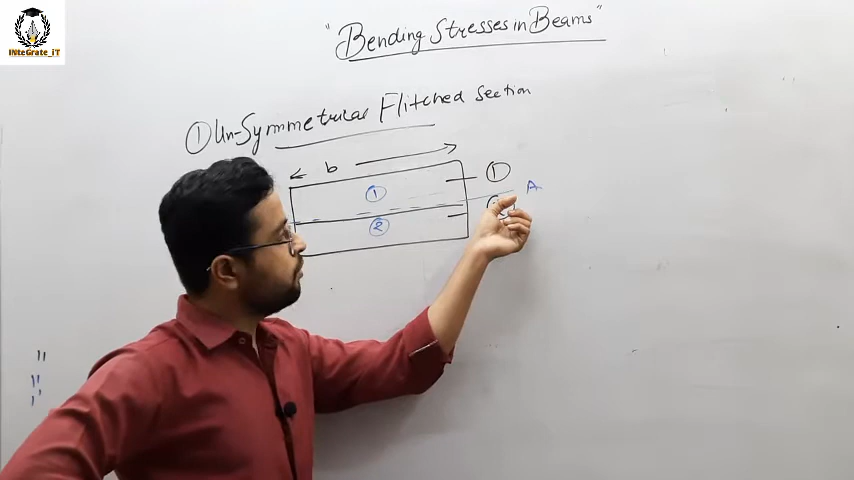 INteGrate_iT
"Bending Stresses in Beams"
① Un-Symmetrical Flitched Section
b
① ①
A
②